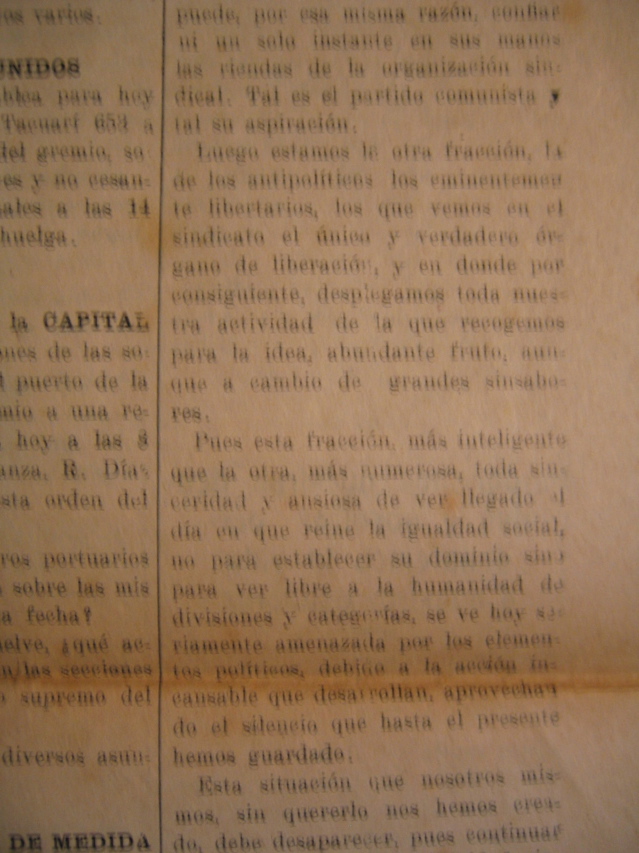 os varios.
UNIDOS
blea para hoy
Tacuarí 653 a
del gremio, so-
es y no cesan-
ales a las 14
huelga.
la CAPITAL
ones de las so-
l puerto de la
mio a una re-
hoy a las 8
anza, R. Díaz
sta orden del
ros portuarios
sobre las mis
a fecha?
elve, ¿qué ac-
n las secciones
o supremo del
diversos asun-
DE MEDIDA
puede, por esa misma razón, confiar
ni un solo instante en sus manos
las riendas de la organización sin-
dical. Tal es el partido comunista y
tal su aspiración.
Luego estamos le otra fracción, la
de los antipolíticos los eminentemen
te libertarios, los que vemos en el
sindicato el único y verdadero ór-
gano de liberación, y en donde por
consiguiente, desplegamos toda nues-
tra actividad de la que recogemos
para la idea, abundante fruto, aun-
que a cambio de grandes sinsabo-
res.
Pues esta fracción, más inteligente
que la otra, más numerosa, toda sin-
ceridad y ansiosa de ver llegado el
día en que reine la igualdad social,
no para establecer su dominio sino
para ver libre a la humanidad de
divisiones y categorías, se ve hoy se-
riamente amenazada por los elemen-
tos políticos, debido a la acción in-
causable que desarrollan, aprovechan
do el silencio que hasta el presente
hemos guardado.
Esta situación que nosotros mis-
mos, sin quererlo nos hemos crea-
do, debe desaparecer, pues continuar